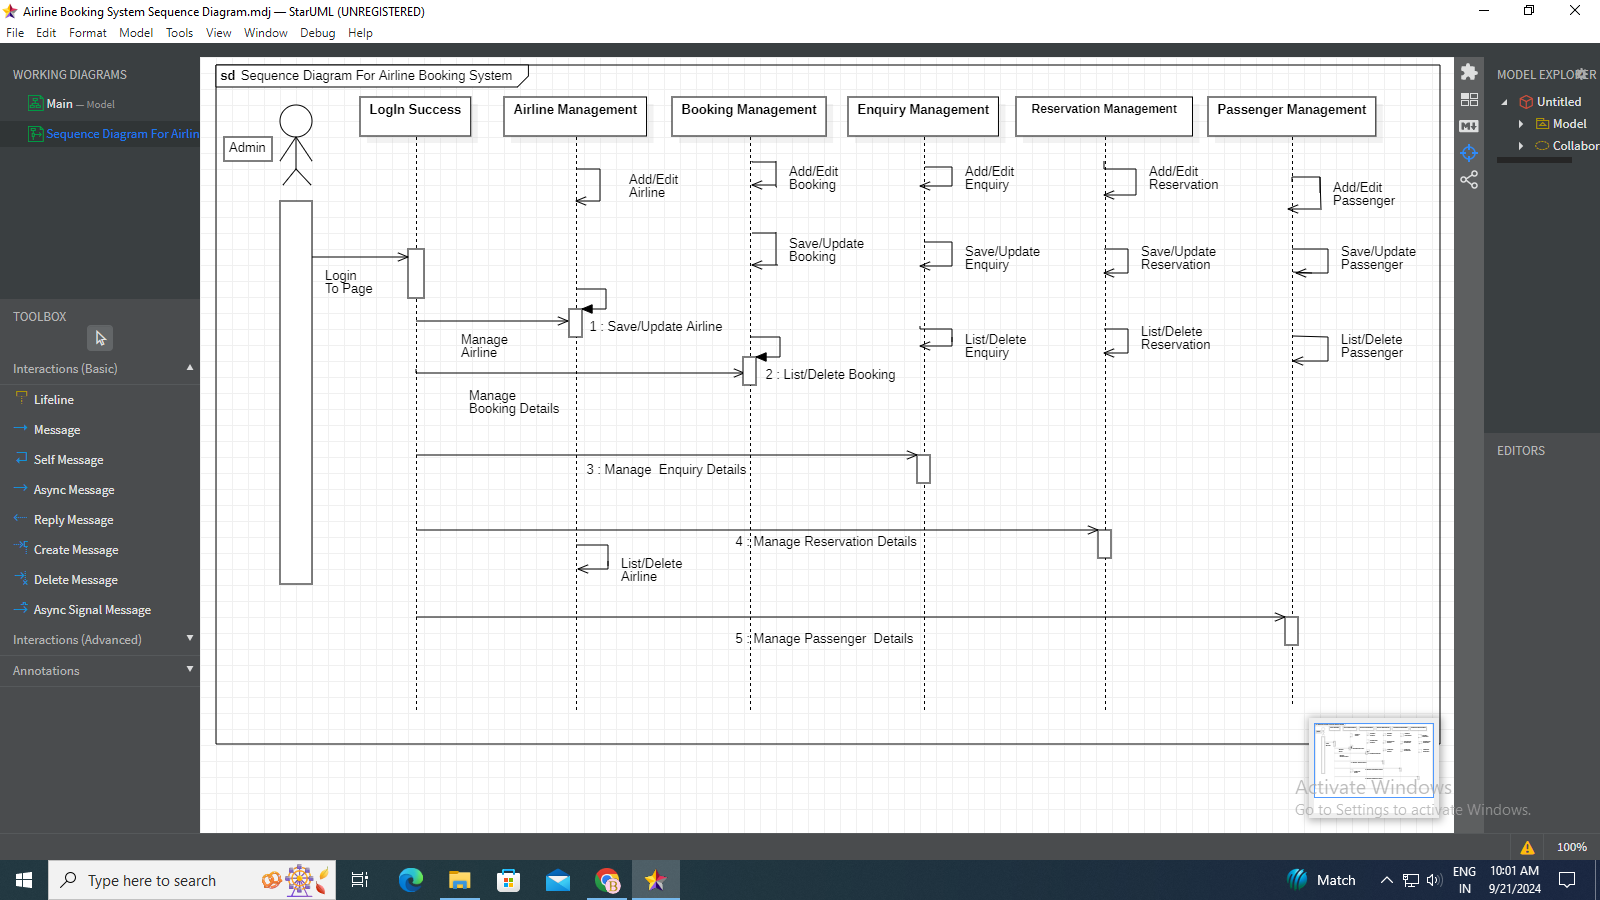 Airline Booking System Sequence Diagram.mdj — StarUML (UNREGISTERED)
File Edit Format Model Tools View Window Debug Help
WORKING DIAGRAMS
Main — Model
Sequence Diagram For Airlin
TOOLBOX
Interactions (Basic)
Lifeline
Message
Self Message
Async Message
Reply Message
Create Message
Delete Message
Async Signal Message
Interactions (Advanced)
Annotations
sd Sequence Diagram For Airline Booking System
Admin
LogIn Success
Airline Management
Booking Management
Enquiry Management
Reservation Management
Passenger Management
Add/Edit
Airline
Add/Edit
Booking
Add/Edit
Enquiry
Add/Edit
Reservation
Add/Edit
Passenger
Save/Update
Booking
Save/Update
Enquiry
Save/Update
Reservation
Save/Update
Passenger
Login
To Page
1 : Save/Update Airline
Manage
Airline
List/Delete
Enquiry
List/Delete
Reservation
List/Delete
Passenger
2 : List/Delete Booking
Manage
Booking Details
3 : Manage  Enquiry Details
4 : Manage Reservation Details
List/Delete
Airline
5 : Manage Passenger  Details
MODEL EXPLORER
Untitled
Model
Collabor
EDITORS
Activate Windows
Go to Settings to activate Windows.
100%
Type here to search
Match
ENG
IN
10:01 AM
9/21/2024